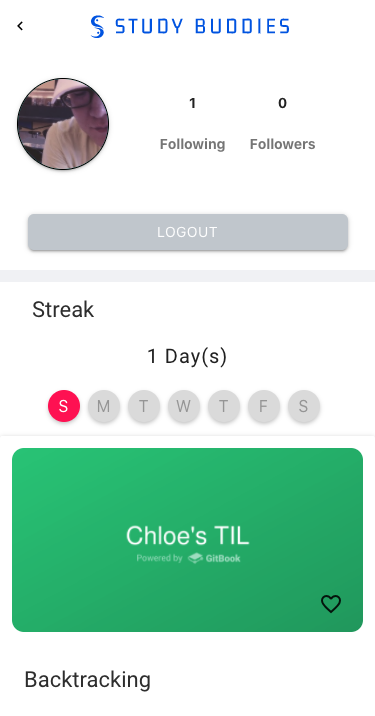 STUDY BUDDIES
1 0
Following Followers
LOGOUT
Streak
1 Day(s)
S M T W T F S
Chloe's TIL
Powered by GitBook
Backtracking